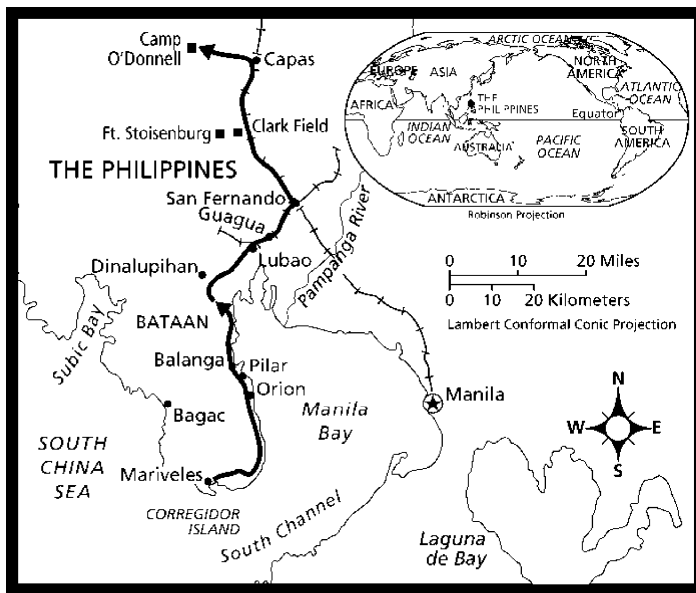 Camp
O'Donnell
Capas
Ft. Stoisenburg
Clark Field
THE PHILIPPINES
San Fernando
Guagua
Lubao
Pampanga River
Dinalupihan
BATAAN
Subic Bay
Balanga
Pilar
Orion
Bagac
Manila
Bay
Manila
SOUTH
CHINA
SEA
Mariveles
CORREGIDOR
ISLAND
South Channel
Laguna
de Bay
ARCTIC OCEAN
EUROPE
ASIA
NORTH
AMERICA
ATLANTIC
OCEAN
AFRICA
THE
PHILIPPINES
Equator
INDIAN
OCEAN
SOUTH
AMERICA
AUSTRALIA
PACIFIC
OCEAN
ANTARCTICA
Robinson Projection
0 10 20 Miles
0 10 20 Kilometers
Lambert Conformal Conic Projection
N
W E
S